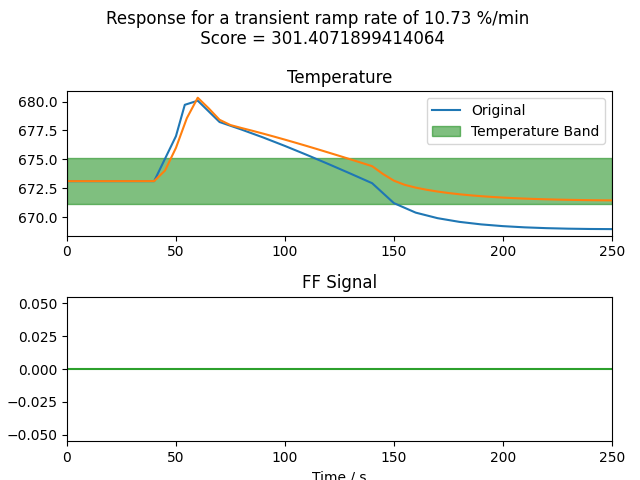 Response for a transient ramp rate of 10.73 %/min
Score = 301.4071899414064
Temperature
680.0
677.5
675.0
672.5
670.0
Original
Temperature Band
0 50 100 150 200 250
FF Signal
0.050
0.025
0.000
−0.025
−0.050
0 50 100 150 200 250
Time / s